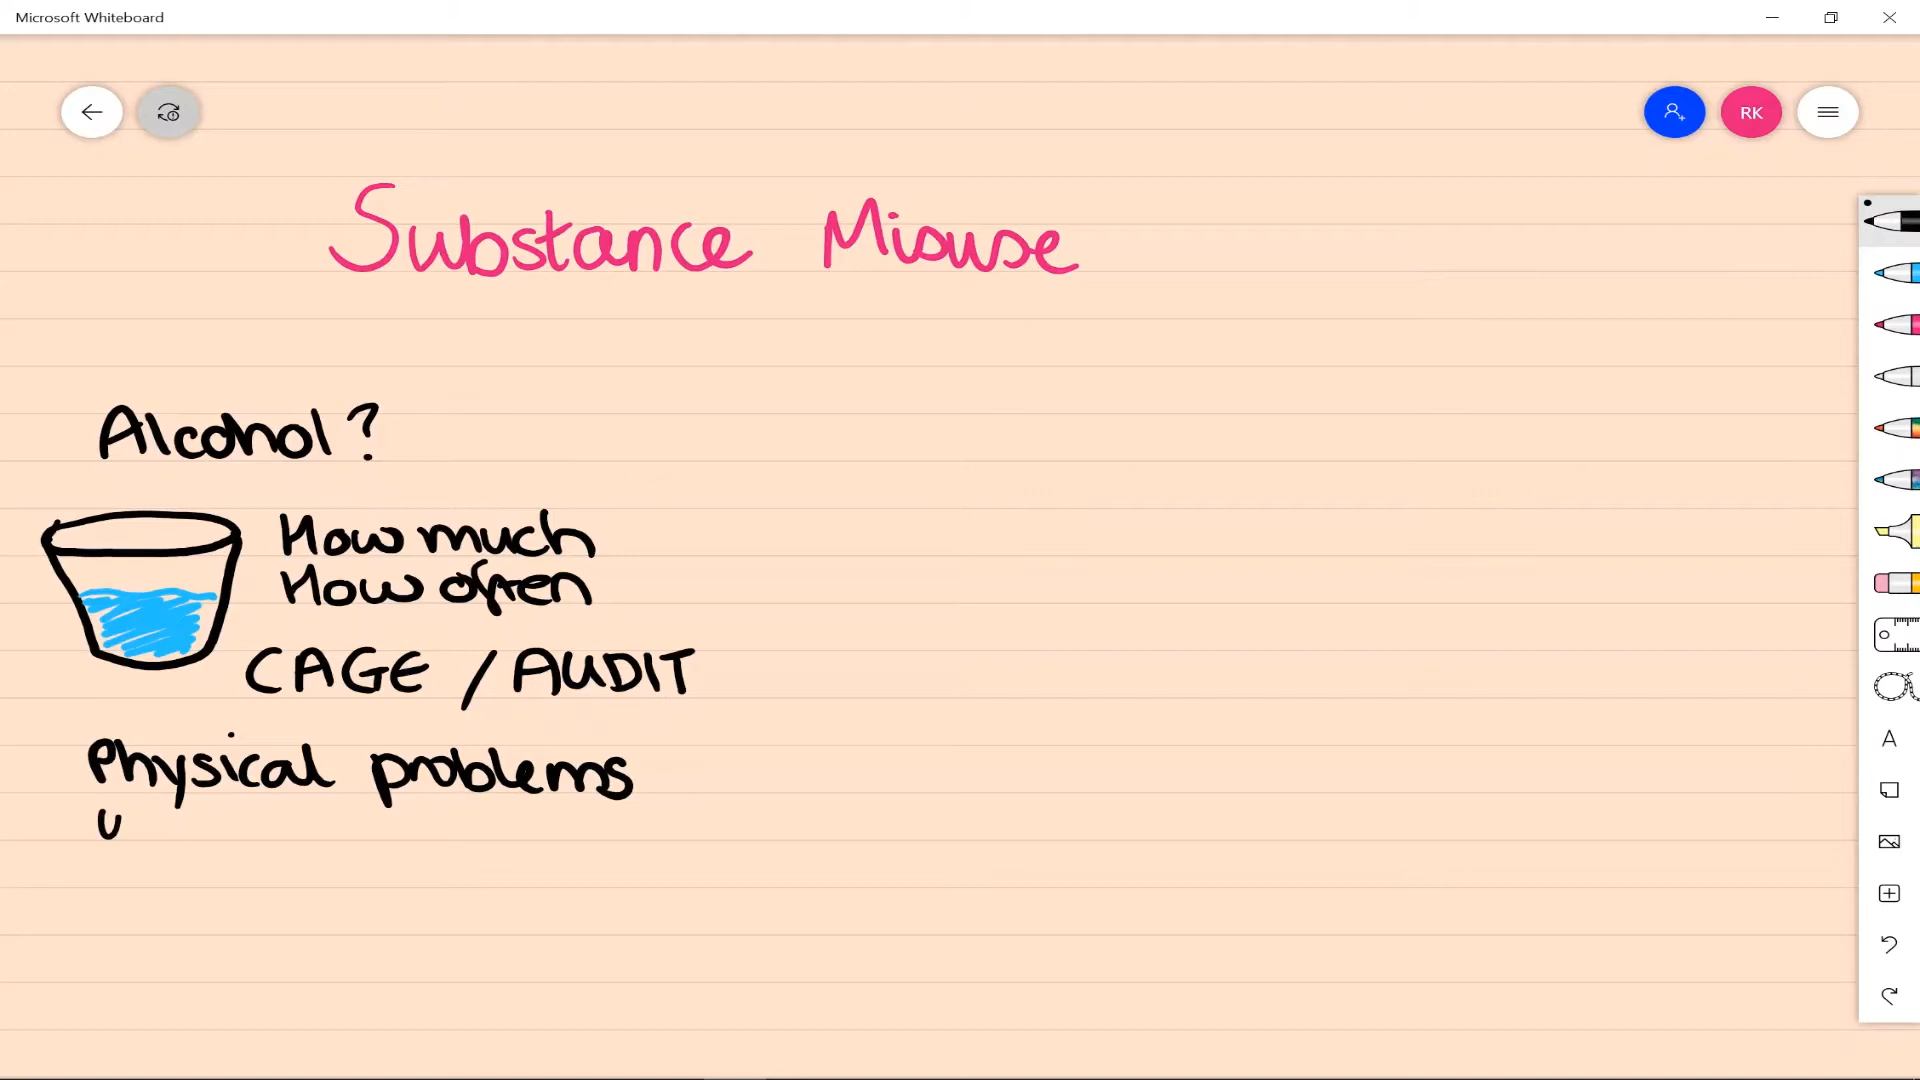 Microsoft Whiteboard
RK
Substance Misuse
Alcohol?
How much
How often
CAGE / AUDIT
Physical problems
U
A